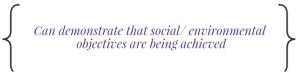 Can demonstrate that social/ environmental
objectives are being achieved